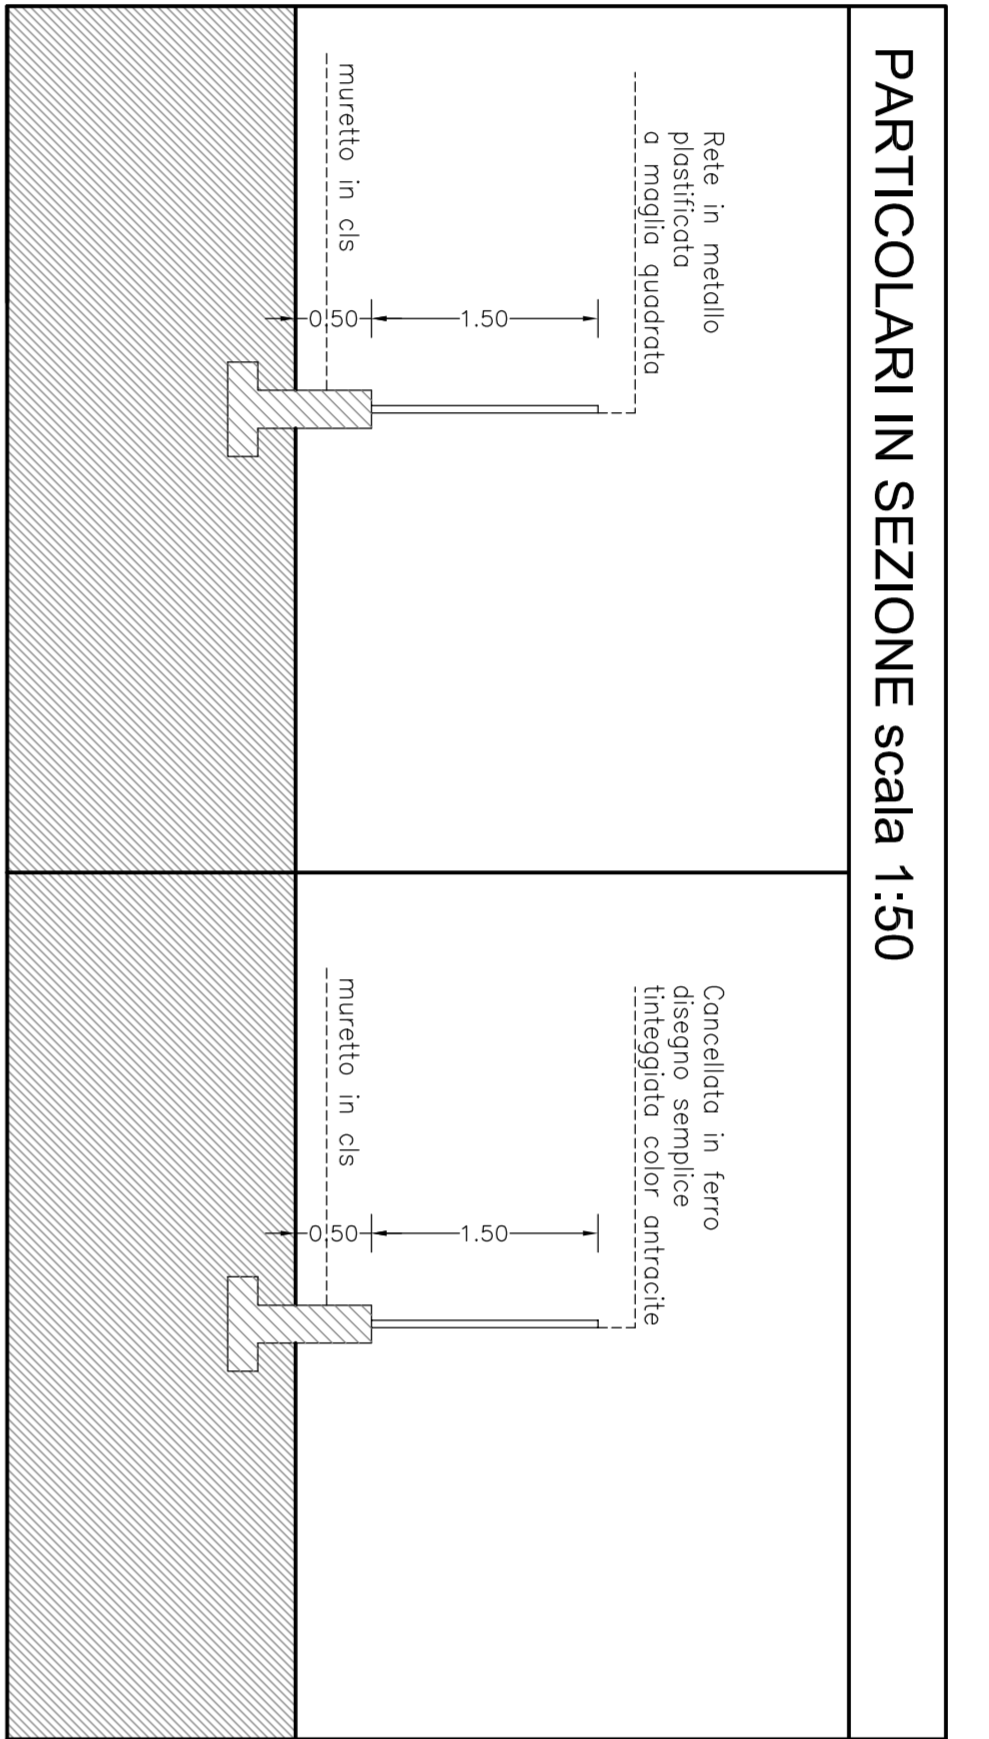 PARTICOLARI IN SEZIONE scala 1:50
Rete in metallo
plastificata
a maglia quadrata
1.50
0.50
muretto in cls
Cancellata in ferro
disegno semplice
tinteggiata color antracite
1.50
0.50
muretto in cls